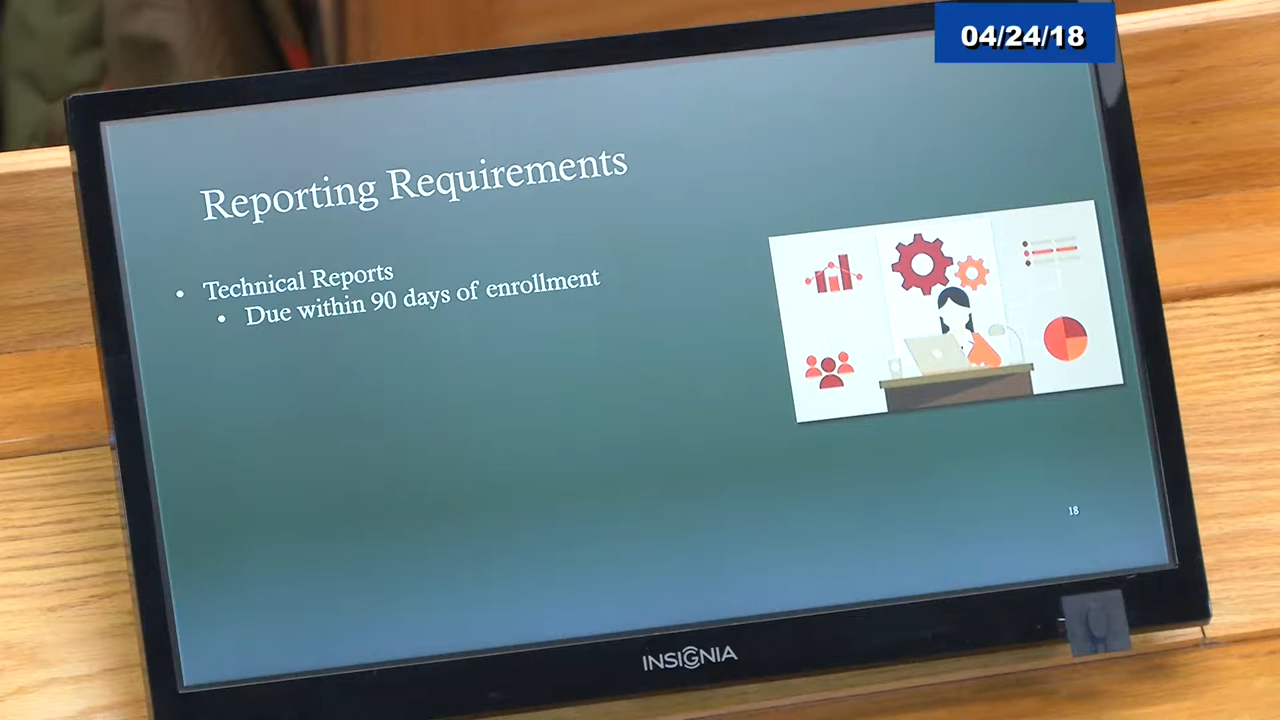 04/24/18
Reporting Requirements
• Technical Reports
• Due within 90 days of enrollment
18
INSIGNIA